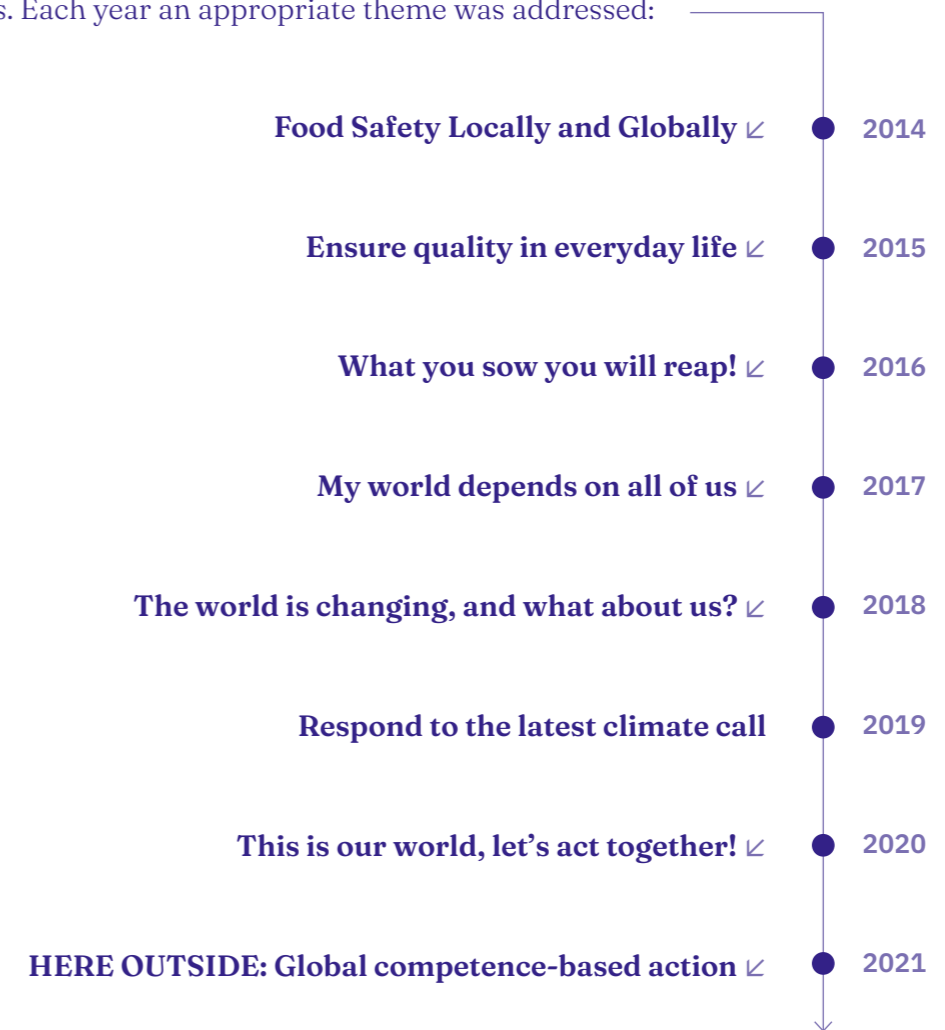 s. Each year an appropriate theme was addressed:
Food Safety Locally and Globally ↙ 2014
Ensure quality in everyday life ↙ 2015
What you sow you will reap! ↙ 2016
My world depends on all of us ↙ 2017
The world is changing, and what about us? ↙ 2018
Respond to the latest climate call 2019
This is our world, let’s act together! ↙ 2020
HERE OUTSIDE: Global competence-based action ↙ 2021